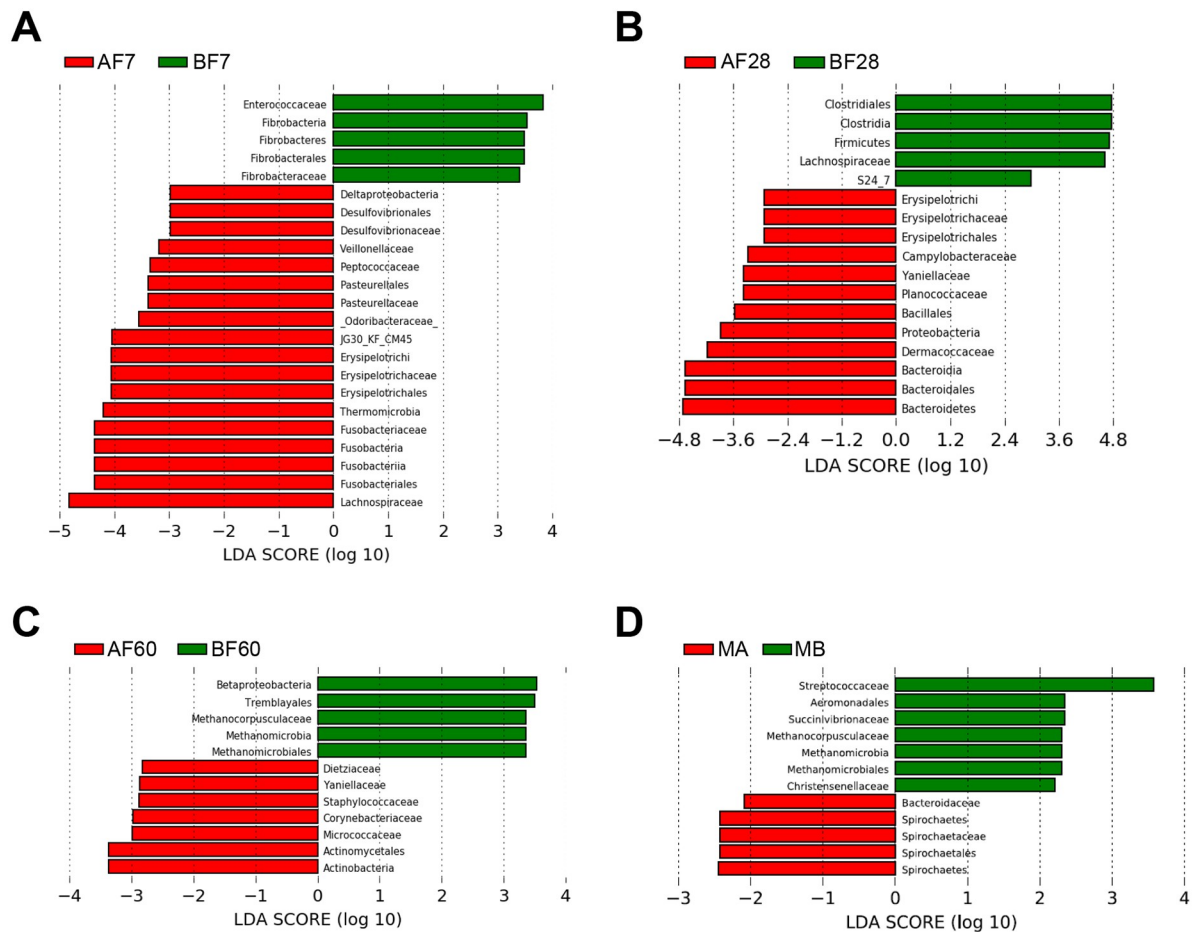 A
AF7 BF7
Enterococcaceae
Fibrobacteria
Fibrobacteres
Fibrobacterales
Fibrobacteraceae
Deltaproteobacteria
Desulfovibrionales
Desulfovibrionaceae
Veillonellaceae
Peptococcaceae
Pasteurellales
Pasteurellaceae
_Odoribacteraceae_
JG30_KF_CM45
Erysipelotrichi
Erysipelotrichaceae
Erysipelotrichales
Thermomicrobia
Fusobacteriaceae
Fusobacteria
Fusobacteriia
Fusobacteriales
Lachnospiraceae
−5 −4 −3 −2 −1 0 1 2 3 4
LDA SCORE (log 10)
B
AF28 BF28
Clostridiales
Clostridia
Firmicutes
Lachnospiraceae
S24_7
Erysipelotrichi
Erysipelotrichaceae
Erysipelotrichales
Campylobacteraceae
Yaniellaceae
Planococcaceae
Bacillales
Proteobacteria
Dermacoccaceae
Bacteroidia
Bacteroidales
Bacteroidetes
−4.8 −3.6 −2.4 −1.2 0.0 1.2 2.4 3.6 4.8
LDA SCORE (log 10)
C
AF60 BF60
Betaproteobacteria
Tremblayales
Methanocorpusculaceae
Methanomicrobia
Methanomicrobiales
Dietziaceae
Yaniellaceae
Staphylococcaceae
Corynebacteriaceae
Micrococcaceae
Actinomycetales
Actinobacteria
−4 −3 −2 −1 0 1 2 3 4
LDA SCORE (log 10)
D
MA MB
Streptococcaceae
Aeromonadales
Succinivibrionaceae
Methanocorpusculaceae
Methanomicrobia
Methanomicrobiales
Christensenellaceae
Bacteroidaceae
Spirochaetes
Spirochaetaceae
Spirochaetales
Spirochaetes
−3 −2 −1 0 1 2 3 4
LDA SCORE (log 10)